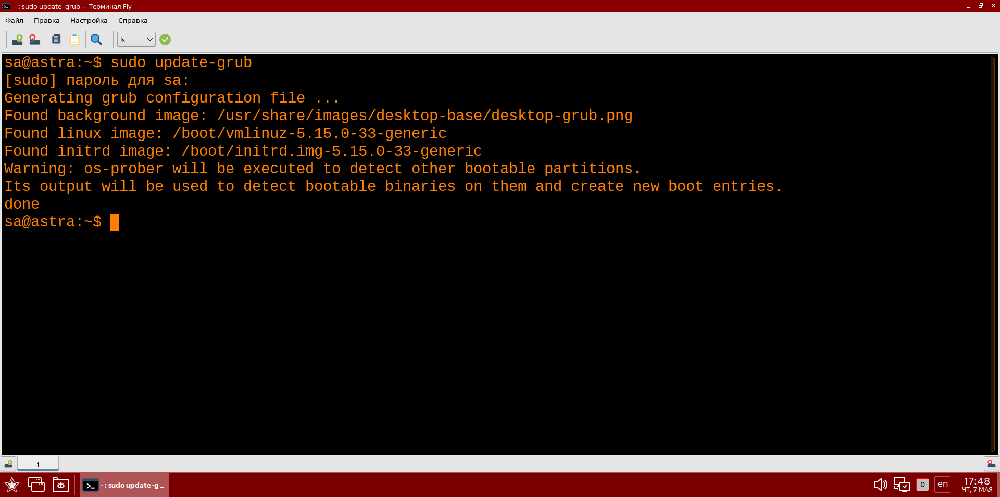 - : sudo update-grub — Терминал Fly
Файл Правка Настройка Справка
ls
sa@astra:~$ sudo update-grub
[sudo] пароль для sa:
Generating grub configuration file ...
Found background image: /usr/share/images/desktop-base/desktop-grub.png
Found linux image: /boot/vmlinuz-5.15.0-33-generic
Found initrd image: /boot/initrd.img-5.15.0-33-generic
Warning: os-prober will be executed to detect other bootable partitions.
Its output will be used to detect bootable binaries on them and create new boot entries.
done
sa@astra:~$
1
- : sudo update-g...
0 en 17:48
ЧТ, 7 МАЯ